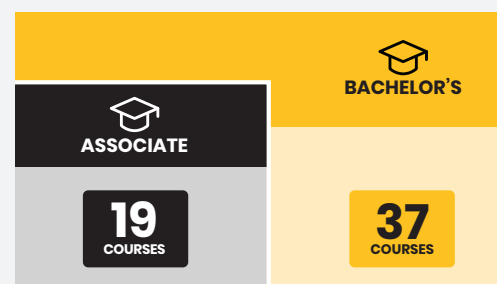 BACHELOR'S
ASSOCIATE
19
COURSES
37
COURSES